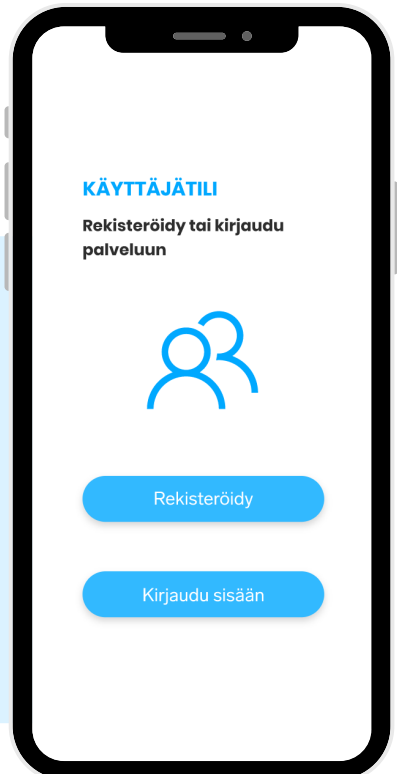 KÄYTTÄJÄTILI
Rekisteröidy tai kirjaudu
palveluun
Rekisteröidy
Kirjaudu sisään